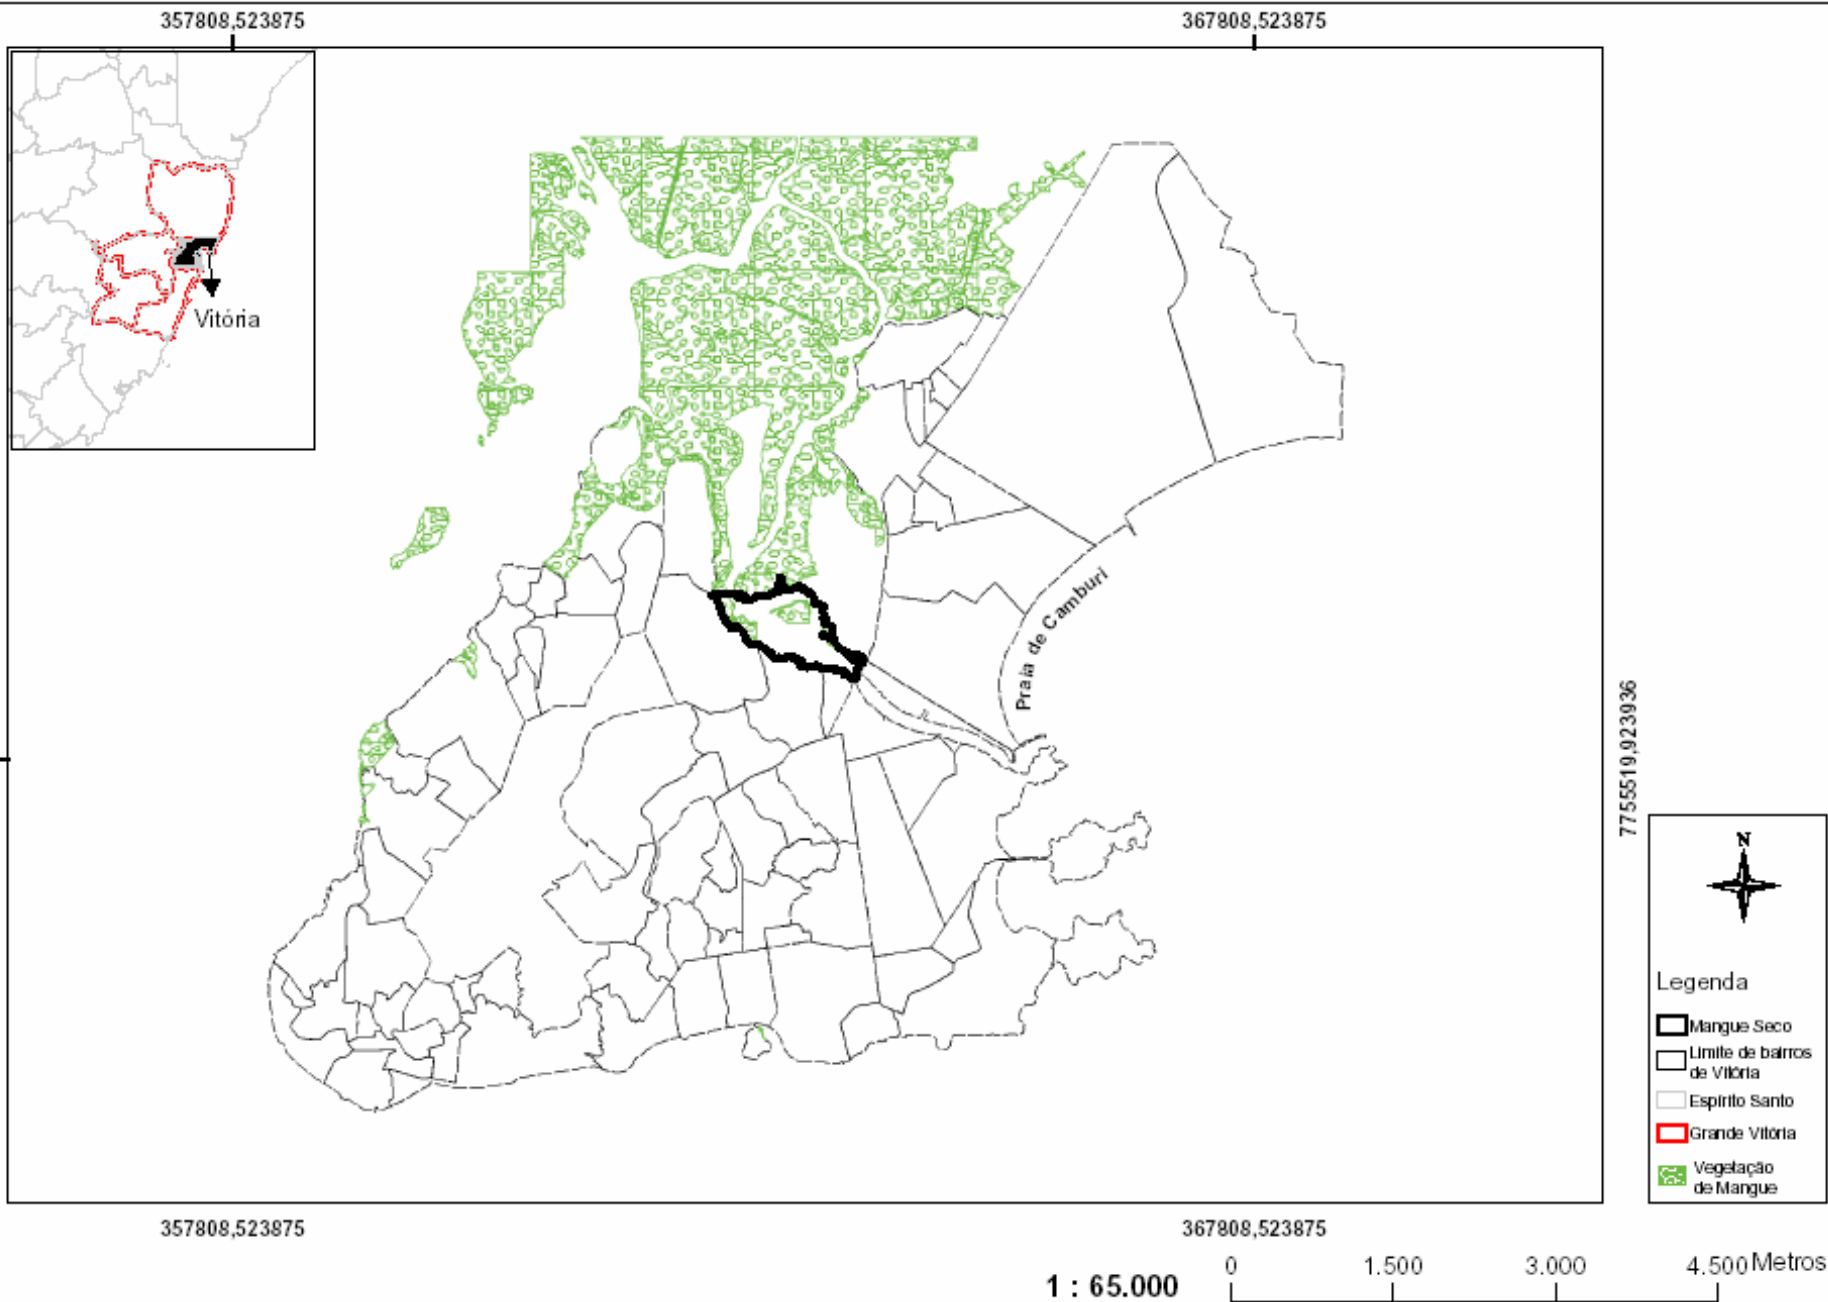 357808,523875
367808,523875
Vitória
Praia de Camburi
7755519,923936
N
Legenda
Mangue Seco
Limite de bairros
de Vitória
Espírito Santo
Grande Vitória
Vegetação
de Mangue
357808,523875
367808,523875
1 : 65.000
0 1.500 3.000 4.500 Metros